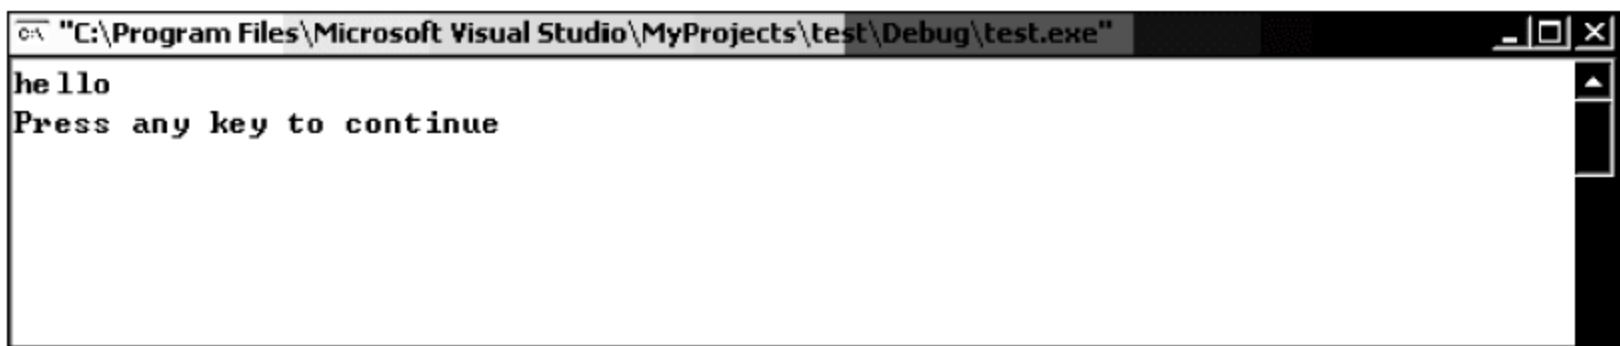 C:\ "C:\Program Files\Microsoft Visual Studio\MyProjects\test\Debug\test.exe"
hello
Press any key to continue